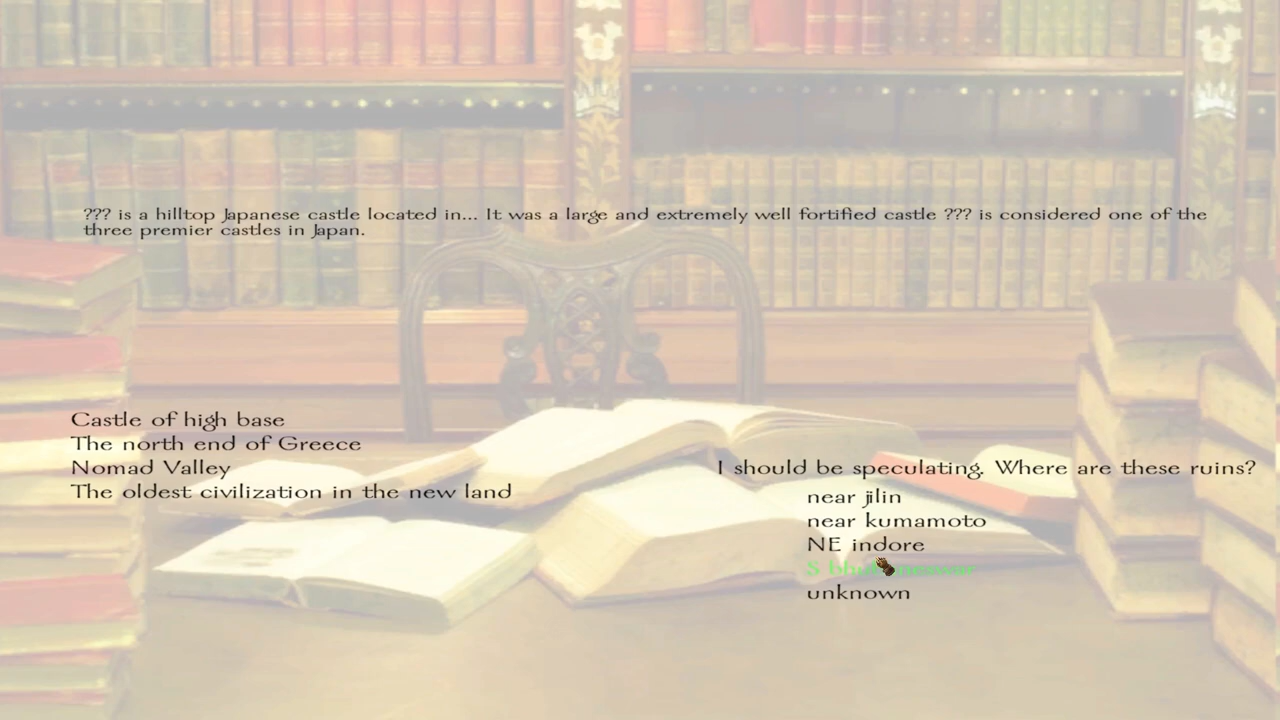 ??? is a hilltop Japanese castle located in... It was a large and extremely well fortified castle ??? is considered one of the
three premier castles in Japan.
Castle of high base
The north end of Greece
Nomad Valley
The oldest civilization in the new land
I should be speculating. Where are these ruins?
near jilin
near kumamoto
NE indore
S
unknown